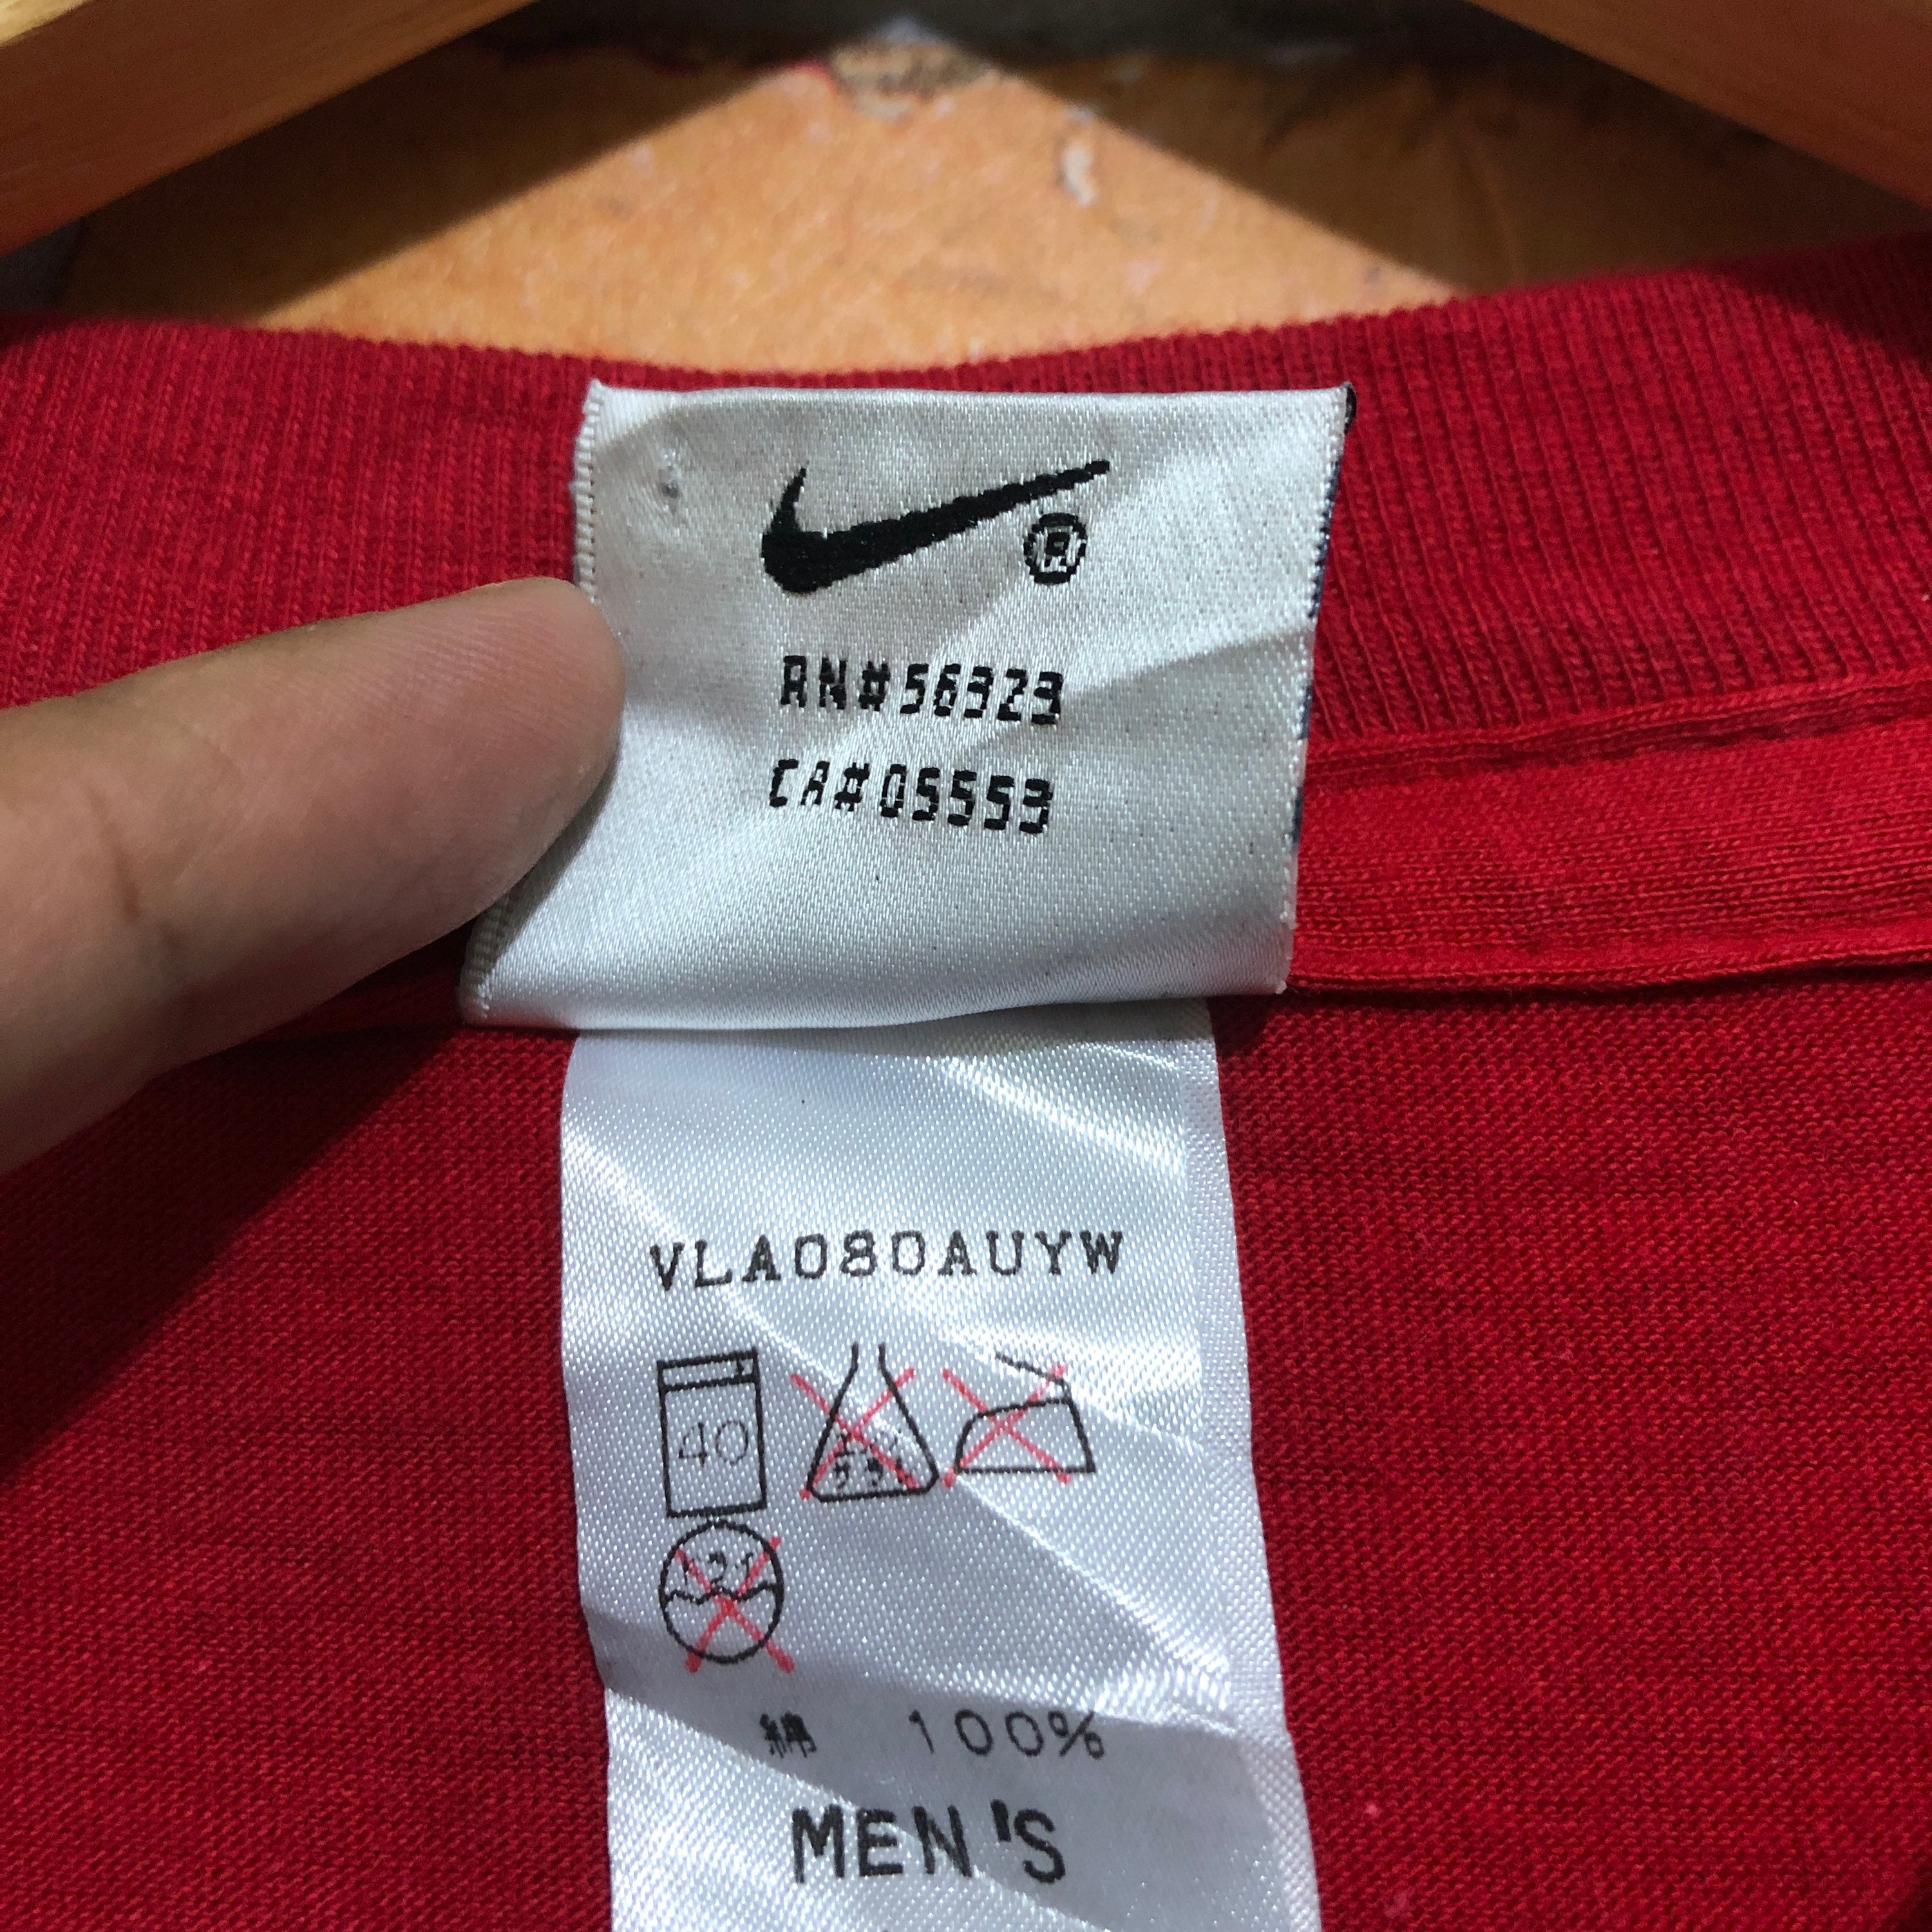 ®
RN#56323
CA#05553
VLA080AUYW
40
綿 100%
MEN'S